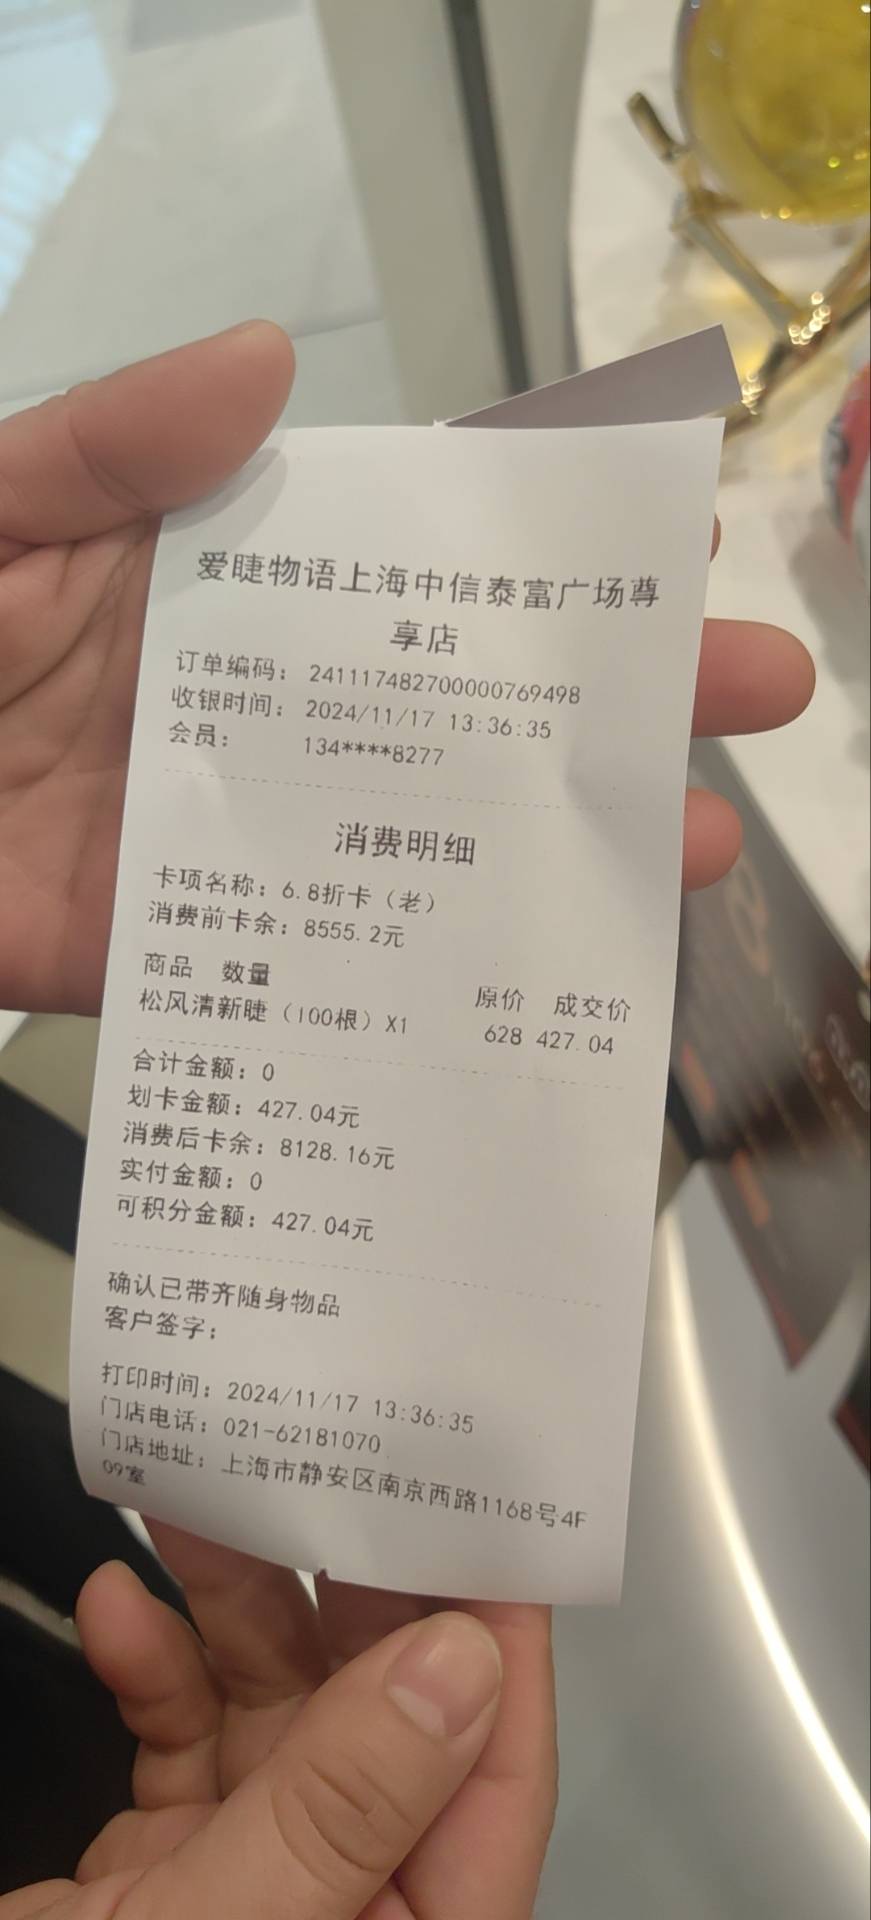 爱睫物语上海中信泰富广场尊
享店
订单编码：241117482700000769498
收银时间：2024/11/17 13:36:35
会员： 134****8277
消费明细
卡项名称：6.8折卡（老）
消费前卡余：8555.2元
商品 数量 原价 成交价
松风清新睫（100根）X1 628 427.04
合计金额：0
划卡金额：427.04元
消费后卡余：8128.16元
实付金额：0
可积分金额：427.04元
确认已带齐随身物品
客户签字：
打印时间：2024/11/17 13:36:35
门店电话：021-62181070
门店地址：上海市静安区南京西路1168号4F
09室